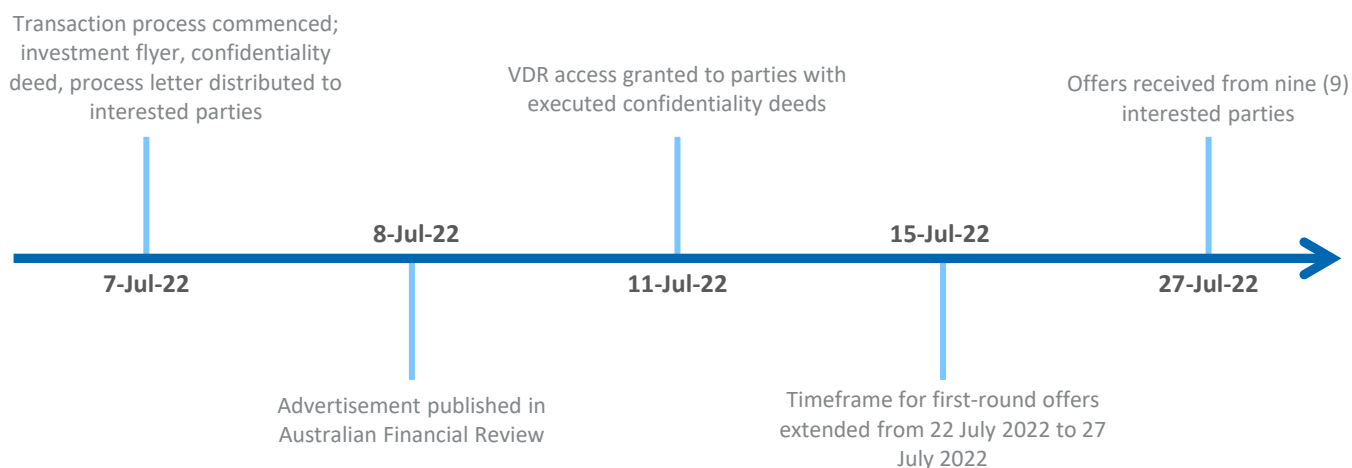 Transaction process commenced;
investment flyer, confidentiality
deed, process letter distributed to
interested parties
7-Jul-22
8-Jul-22
Advertisement published in
Australian Financial Review
VDR access granted to parties with
executed confidentiality deeds
11-Jul-22
15-Jul-22
Timeframe for first-round offers
extended from 22 July 2022 to 27
July 2022
Offers received from nine (9)
interested parties
27-Jul-22